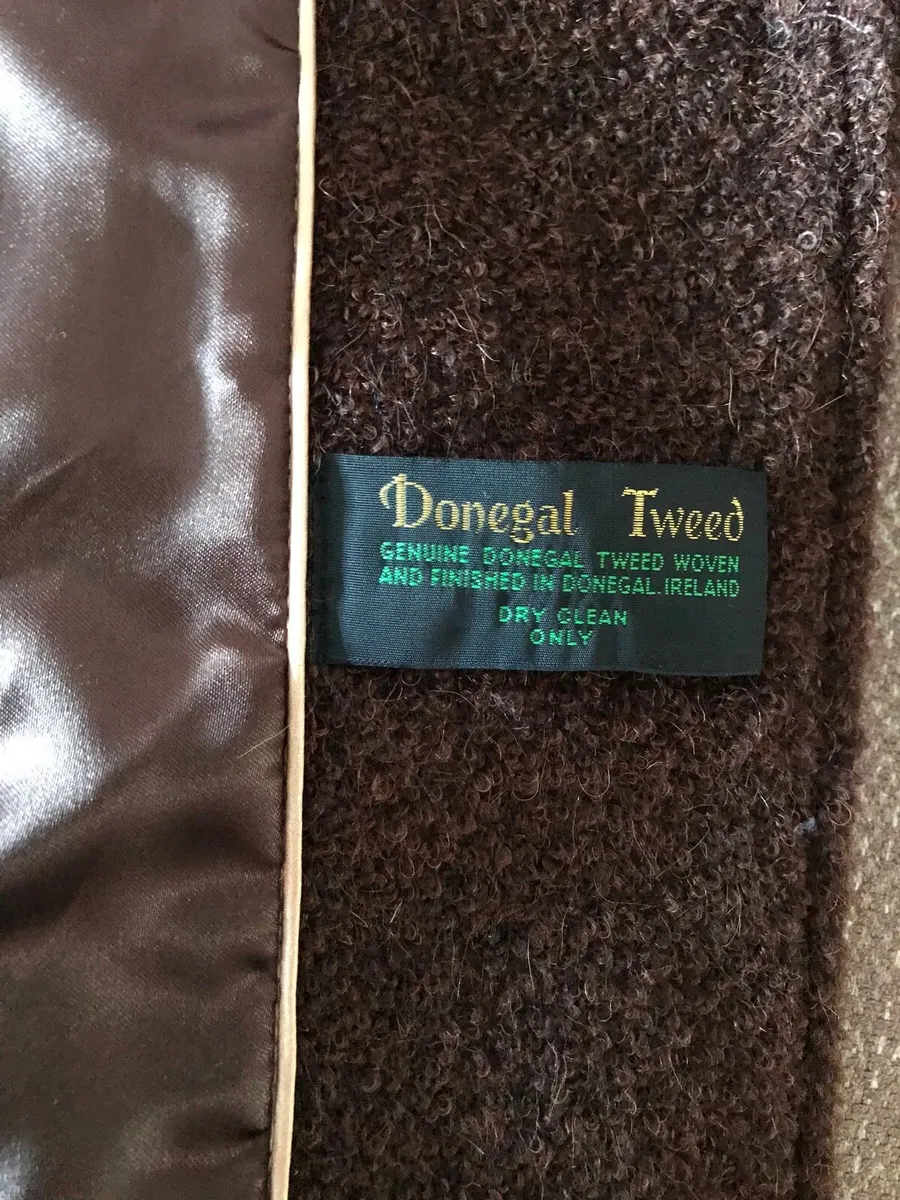 Donegal Tweed
GENUINE DONEGAL TWEED WOVEN
AND FINISHED IN DONEGAL.IRELAND
DRY CLEAN
ONLY